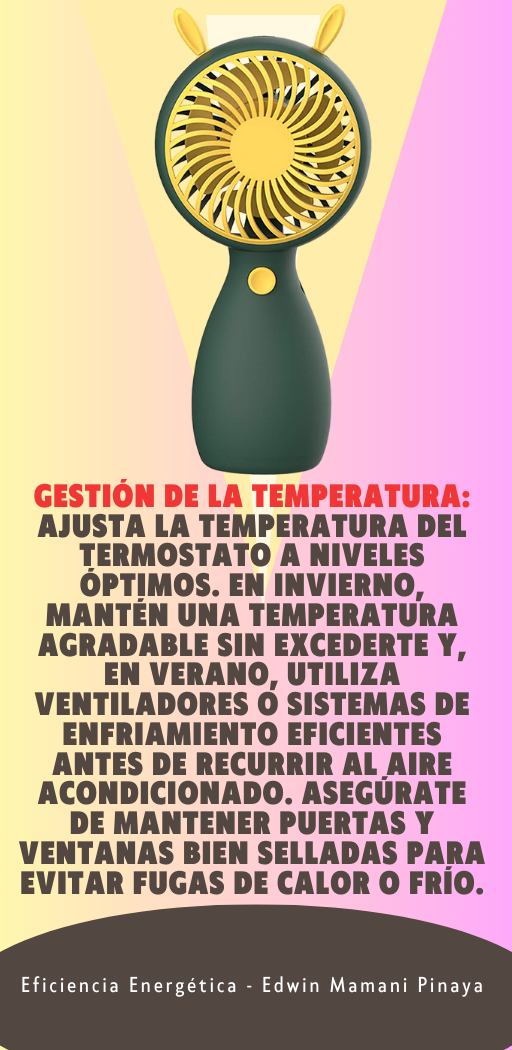 GESTIÓN DE LA TEMPERATURA:
AJUSTA LA TEMPERATURA DEL
TERMOSTATO A NIVELES
ÓPTIMOS. EN INVIERNO,
MANTÉN UNA TEMPERATURA
AGRADABLE SIN EXCEDERTE Y,
EN VERANO, UTILIZA
VENTILADORES O SISTEMAS DE
ENFRIAMIENTO EFICIENTES
ANTES DE RECURRIR AL AIRE
ACONDICIONADO. ASEGÚRATE
DE MANTENER PUERTAS Y
VENTANAS BIEN SELLADAS PARA
EVITAR FUGAS DE CALOR O FRÍO.
Eficiencia Energética - Edwin Mamani Pinaya